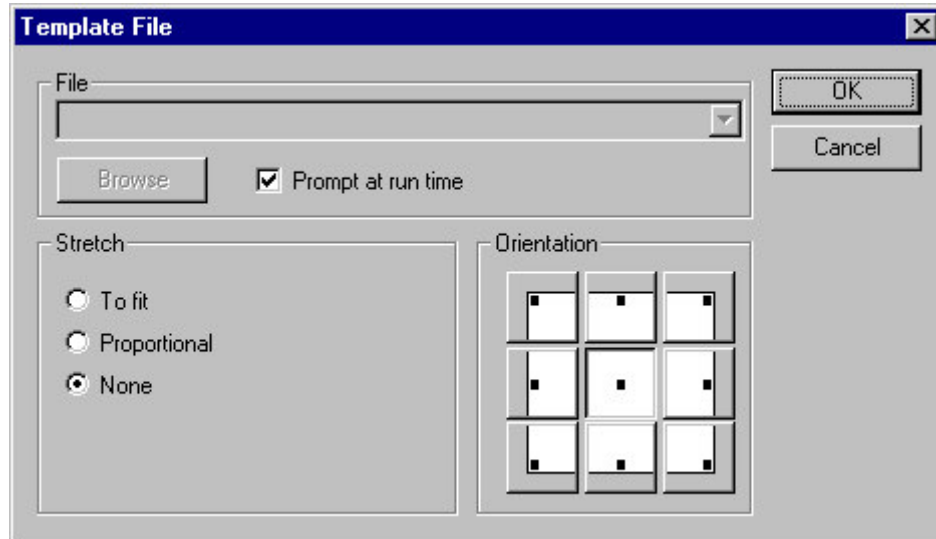 Template File
File
OK
Cancel
Browse
Prompt at run time
Stretch
Orientation
To fit
Proportional
None